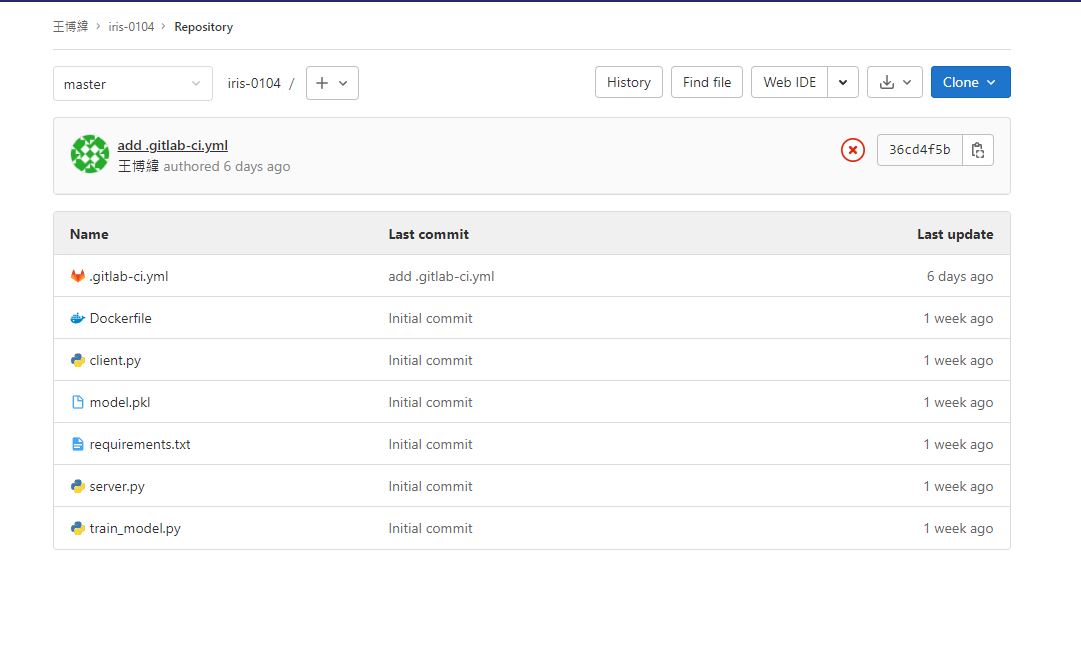 王博緯 > iris-0104 > Repository
master iris-0104 / + History Find file Web IDE Clone
add .gitlab-ci.yml
王博緯 authored 6 days ago 36cd4f5b
Name Last commit Last update
.gitlab-ci.yml add .gitlab-ci.yml 6 days ago
Dockerfile Initial commit 1 week ago
client.py Initial commit 1 week ago
model.pkl Initial commit 1 week ago
requirements.txt Initial commit 1 week ago
server.py Initial commit 1 week ago
train_model.py Initial commit 1 week ago